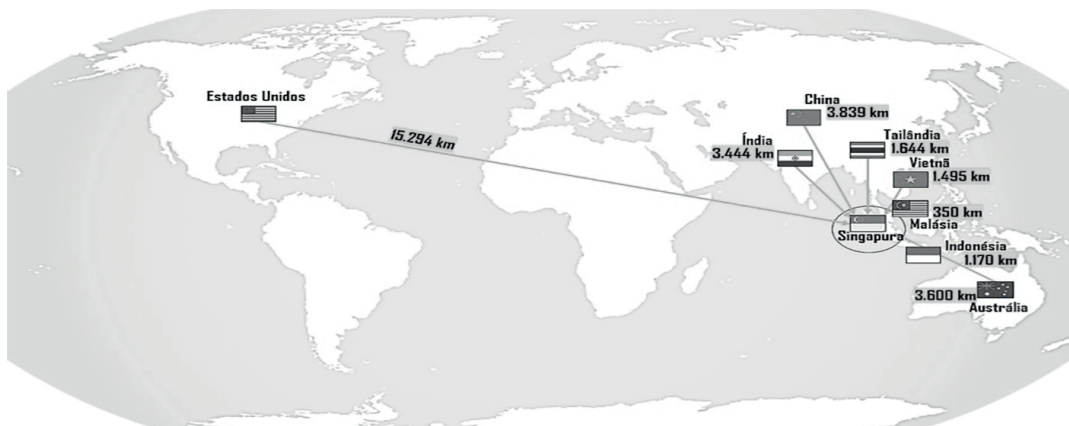 Estados Unidos
15.294 km
China
3.839 km
Índia
3.444 km
Tailândia
1.644 km
Vietnã
1.495 km
350 km
Malásia
Singapura
Indonésia
1.170 km
3.600 km
Austrália